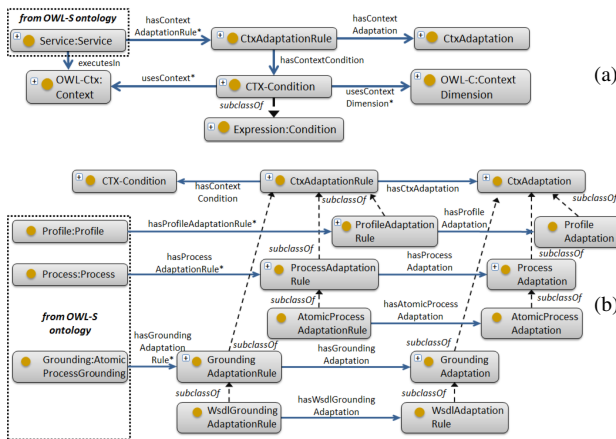 from OWL-S ontology
hasContext
AdaptationRule*
hasContext
Adaptation
Service:Service
CtxAdaptationRule
CtxAdaptation
executesIn
hasContextCondition
OWL-Ctx:
Context
usesContext*
CTX-Condition
usesContext
Dimension*
OWL-C:Context
Dimension
(a)
subclassOf
Expression:Condition
CTX-Condition
hasContext
Condition
CtxAdaptationRule
hasCtxAdaptation
CtxAdaptation
subclassOf
subclassOf
Profile:Profile
hasProfileAdaptationRule*
ProfileAdaptation
Rule
hasProfile
Adaptation
Profile
Adaptation
subclassOf
subclassOf
Process:Process
hasProcess
AdaptationRule*
ProcessAdaptation
Rule
hasProcess
Adaptation
Process
Adaptation
subclassOf
subclassOf
(b)
from OWL-S
ontology
AtomicProcess
AdaptationRule
hasAtomicProcess
Adaptation
AtomicProcess
Adaptation
hasGrounding
Adaptation
Rule*
subclassOf
subclassOf
Grounding:Atomic
ProcessGrounding
Grounding
AdaptationRule
hasGrounding
Adaptation
Grounding
Adaptation
subclassOf
subclassOf
WsdlGrounding
AdaptationRule
hasWsdlGrounding
Adaptation
WsdlAdaptation
Rule